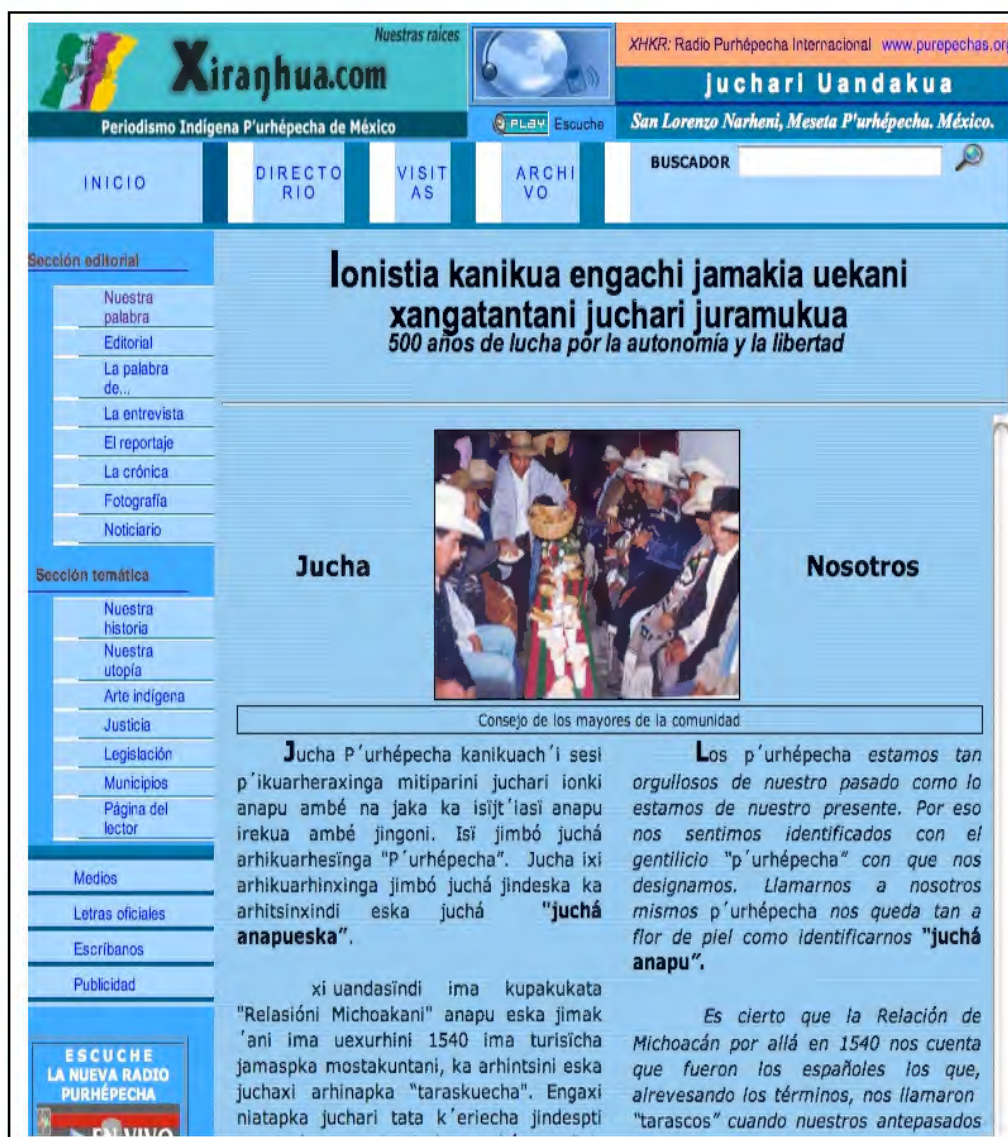 Nuestras raíces
Xiraŋhua.com
Periodismo Indígena P'urhépecha de México
PLAY Escuche
XHKR: Radio Purhépecha Internacional www.purepechas.org
juchari Uandakua
San Lorenzo Narheni, Meseta P'urhépecha. México.
INICIO
DIRECTO
RIO
VISIT
AS
ARCHI
VO
BUSCADOR
Sección editorial
Nuestra
palabra
Editorial
La palabra
de...
La entrevista
El reportaje
La crónica
Fotografía
Noticiario
Sección temática
Nuestra
historia
Nuestra
utopía
Arte indígena
Justicia
Legislación
Municipios
Página del
lector
Medios
Letras oficiales
Escríbanos
Publicidad
ESCUCHE
LA NUEVA RADIO
PURHÉPECHA
EN VIVO
Ionistia kanikua engachi jamakia uekani
xangatantani juchari juramukua
500 años de lucha por la autonomía y la libertad
Jucha
Nosotros
Consejo de los mayores de la comunidad
Jucha P´urhépecha kanikuach´i sesi
p´ikuarheraxinga mitiparini juchari ionki
anapu ambé na jaka ka isïjt´iasï anapu
irekua ambé jingoni. Isï jimbó juchá
arhikuarhesïnga "P´urhépecha". Jucha ixi
arhikuarhinxinga jimbó juchá jindeska ka
arhitsinxindi eska juchá "juchá
anapueska".
xi uandasïndi ima kupakukata
"Relasióni Michoakani" anapu eska jimak
´ani ima uexurhini 1540 ima turisïcha
jamaspka mostakuntani, ka arhintsini eska
juchaxi arhinapka "taraskuecha". Engaxi
niatapka juchari tata k´eriecha jindespti
Los p´urhépecha estamos tan
orgullosos de nuestro pasado como lo
estamos de nuestro presente. Por eso
nos sentimos identificados con el
gentilicio "p´urhépecha" con que nos
designamos. Llamarnos a nosotros
mismos p´urhépecha nos queda tan a
flor de piel como identificarnos "juchá
anapu".
Es cierto que la Relación de
Michoacán por allá en 1540 nos cuenta
que fueron los españoles los que,
alrevesando los términos, nos llamaron
"tarascos" cuando nuestros antepasados